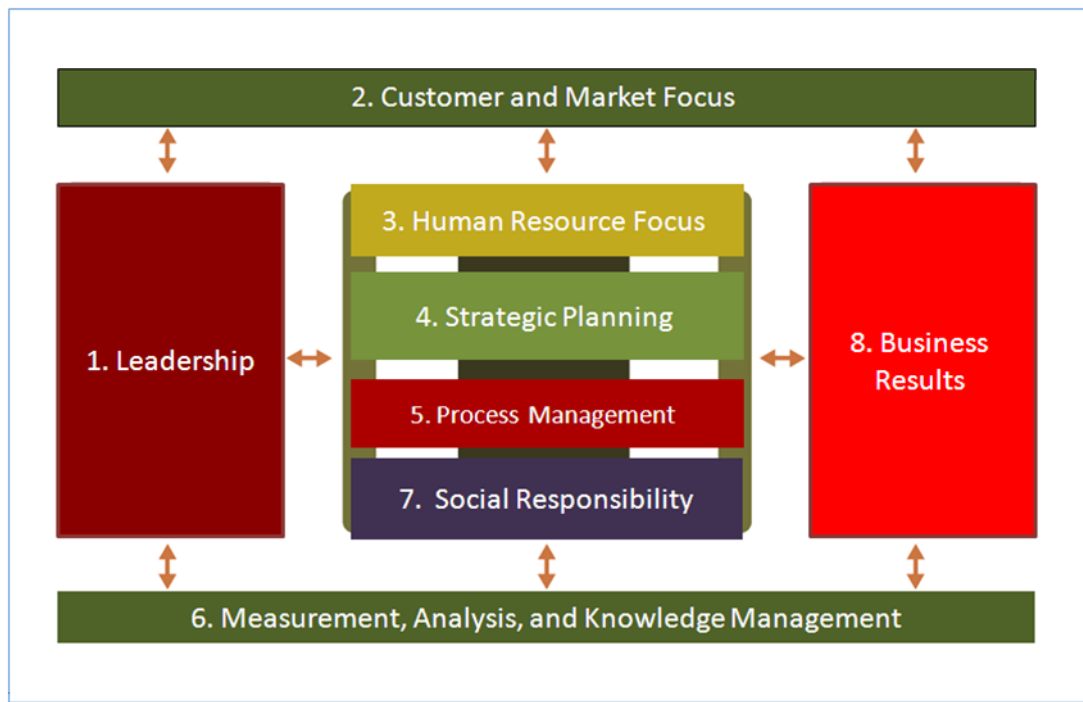 2. Customer and Market Focus
3. Human Resource Focus
4. Strategic Planning
1. Leadership
8. Business
Results
5. Process Management
7. Social Responsibility
6. Measurement, Analysis, and Knowledge Management